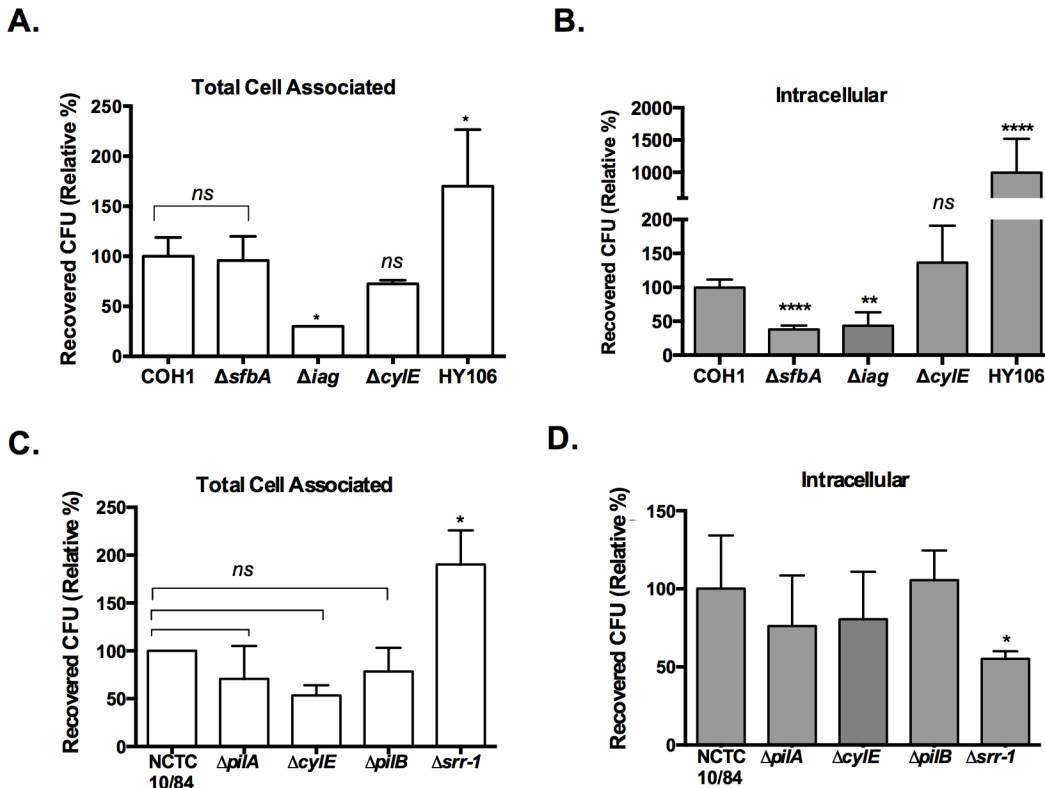 A.
Total Cell Associated
Recovered CFU (Relative %)
250
200
150
100
50
0
ns
*
ns
*
COH1 ΔsfbA Δiag ΔcylE HY106
B.
Intracellular
Recovered CFU (Relative %)
2000
1500
1000
200
150
100
50
0
****
**
ns
****
COH1 ΔsfbA Δiag ΔcylE HY106
C.
Total Cell Associated
Recovered CFU (Relative %)
250
200
150
100
50
0
ns
*
NCTC 10/84 ΔpilA ΔcylE ΔpilB Δsrr-1
D.
Intracellular
Recovered CFU (Relative %)
150
100
50
0
*
NCTC 10/84 ΔpilA ΔcylE ΔpilB Δsrr-1